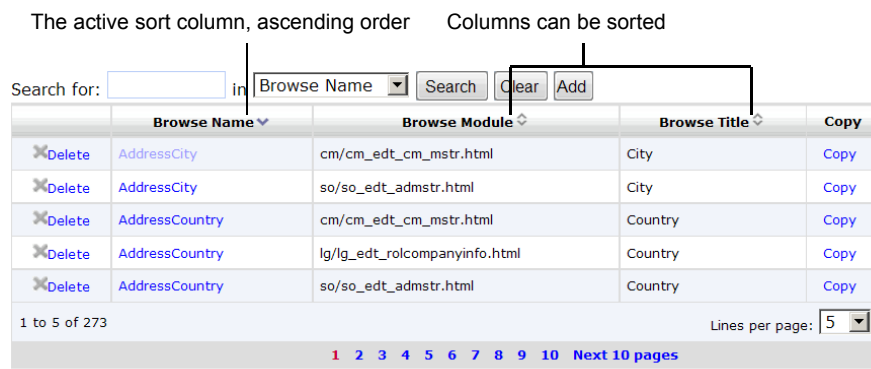 The active sort column, ascending order Columns can be sorted
Search for: in Browse Name Search Clear Add
Browse Name Browse Module Browse Title Copy
Delete AddressCity cm/cm_edt_cm_mstr.html City Copy
Delete AddressCity so/so_edt_admstr.html City Copy
Delete AddressCountry cm/cm_edt_cm_mstr.html Country Copy
Delete AddressCountry lg/lg_edt_rolcompanyinfo.html Country Copy
Delete AddressCountry so/so_edt_admstr.html Country Copy
1 to 5 of 273 Lines per page: 5
1 2 3 4 5 6 7 8 9 10 Next 10 pages